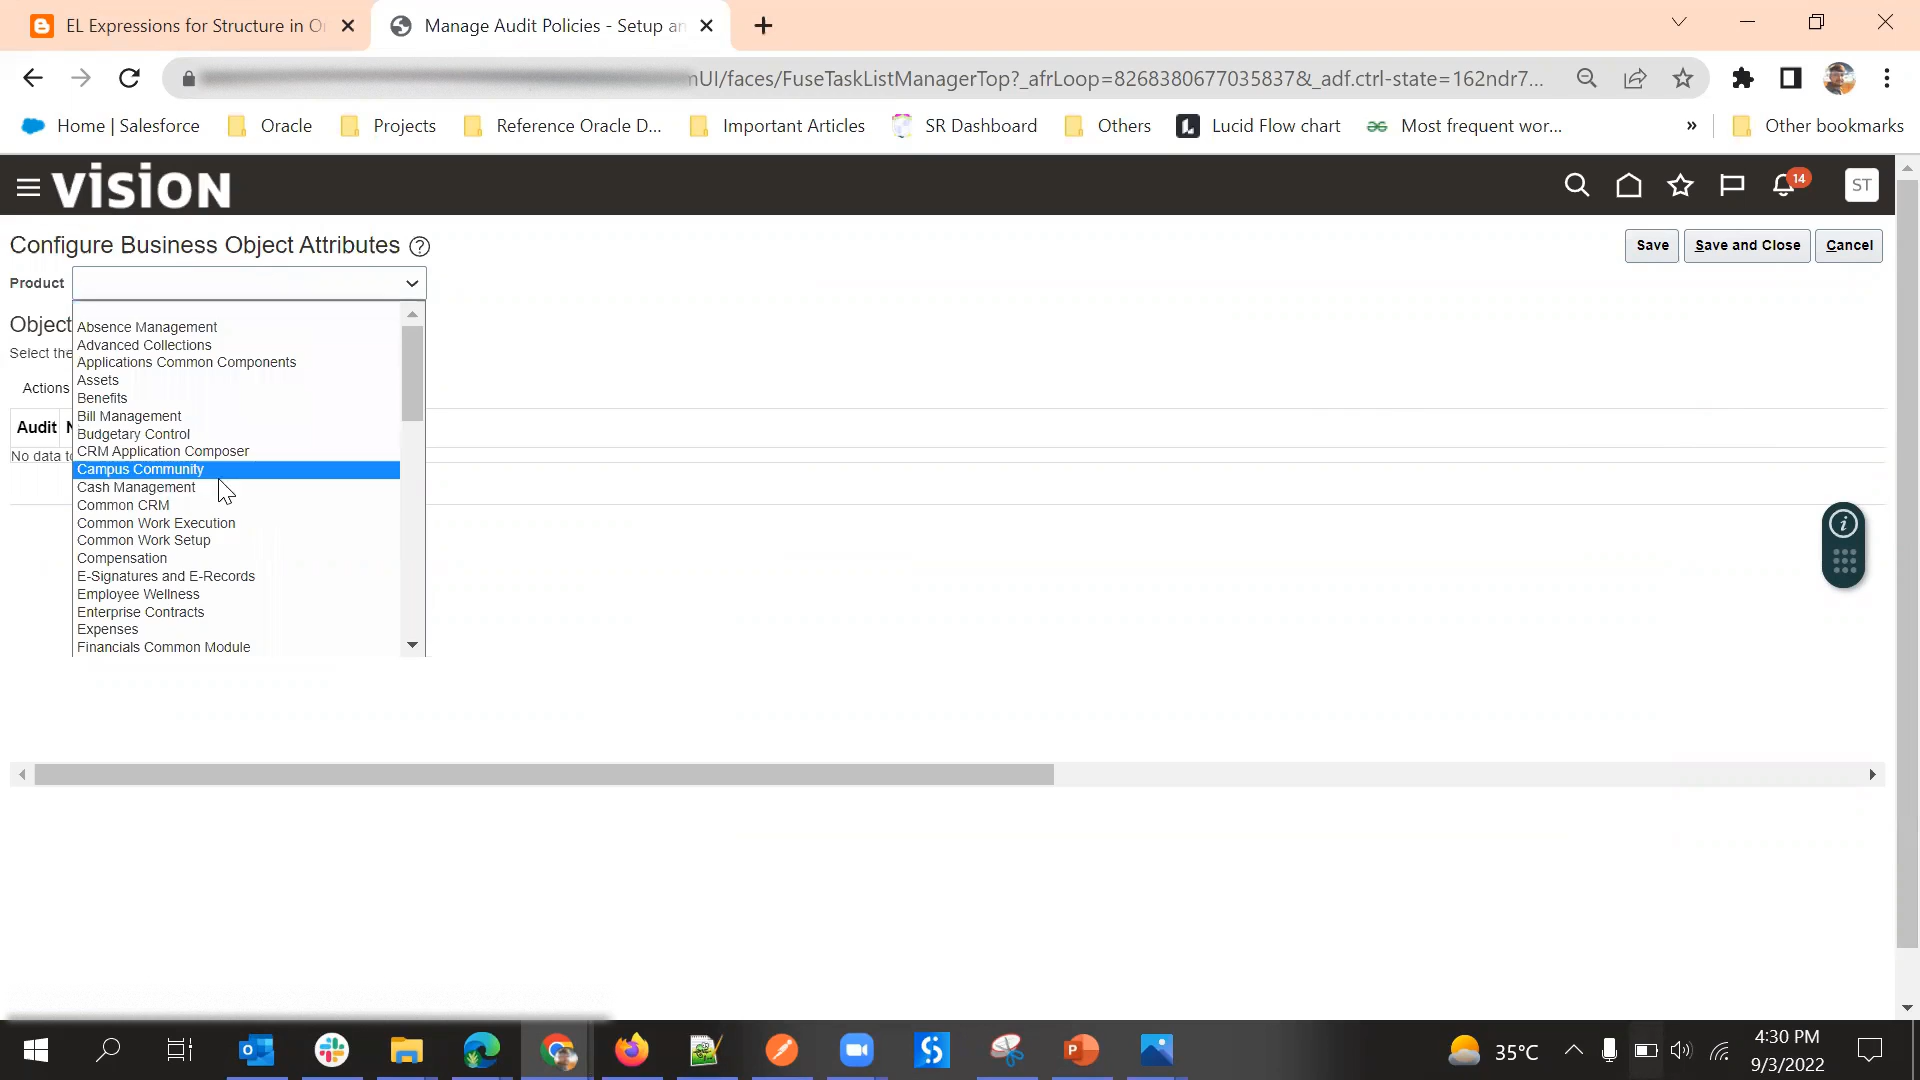 EL Expressions for Structure in O
Manage Audit Policies - Setup an
nUI/faces/FuseTaskListManagerTop?_afrLoop=8268380677035837&_adf.ctrl-state=162ndr7...
Home | Salesforce
Oracle
Projects
Reference Oracle D...
Important Articles
SR Dashboard
Others
Lucid Flow chart
Most frequent wor...
»
Other bookmarks
VISION
14
ST
Configure Business Object Attributes
Save
Save and Close
Cancel
Product
Object
Select the
Actions
Audit
No data to
Absence Management
Advanced Collections
Applications Common Components
Assets
Benefits
Bill Management
Budgetary Control
CRM Application Composer
Campus Community
Cash Management
Common CRM
Common Work Execution
Common Work Setup
Compensation
E-Signatures and E-Records
Employee Wellness
Enterprise Contracts
Expenses
Financials Common Module
35°C
4:30 PM
9/3/2022